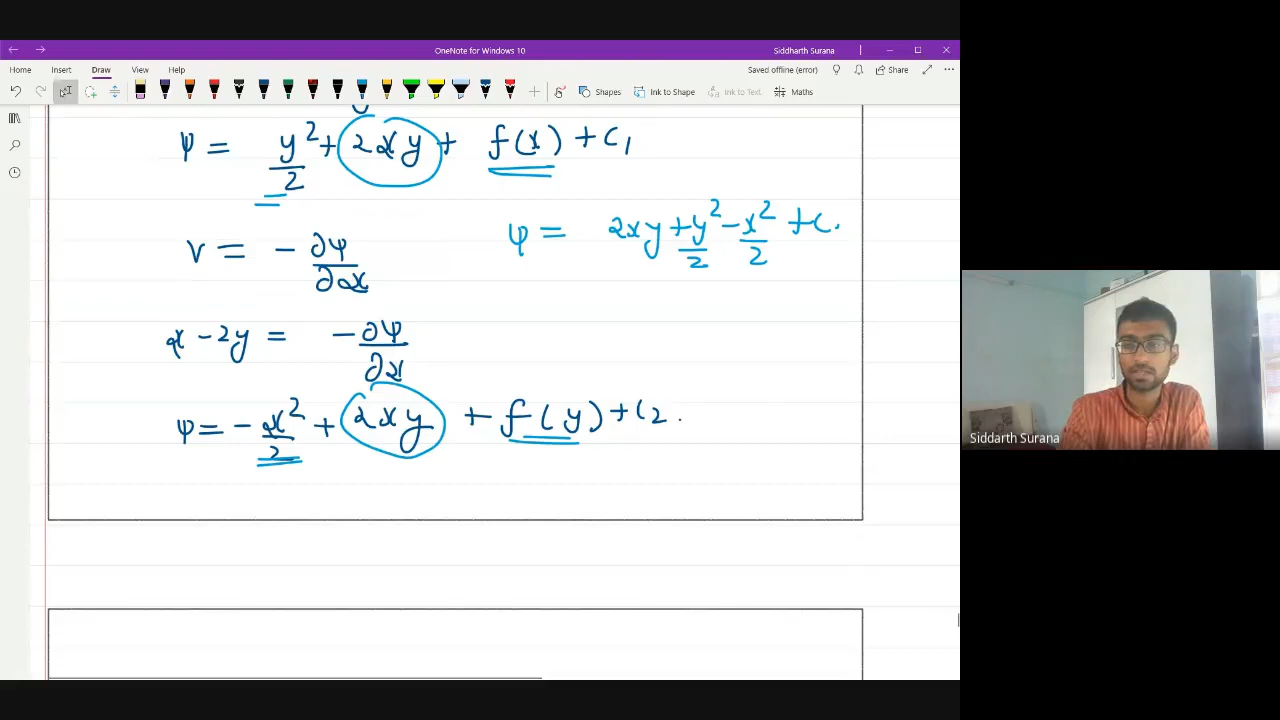 OneNote for Windows 10
Siddharth Surana
Home Insert Draw View Help
Saved offline (error) Share
Shapes Ink to Shape Ink to Text Maths
ψ = y²/2 + 2xy + f(x) + C₁
ψ = 2xy + y²/2 - x²/2 + C.
v = - ∂ψ/∂x
x - 2y = - ∂ψ/∂x
ψ = - x²/2 + 2xy + f(y) + C₂.
Siddarth Surana